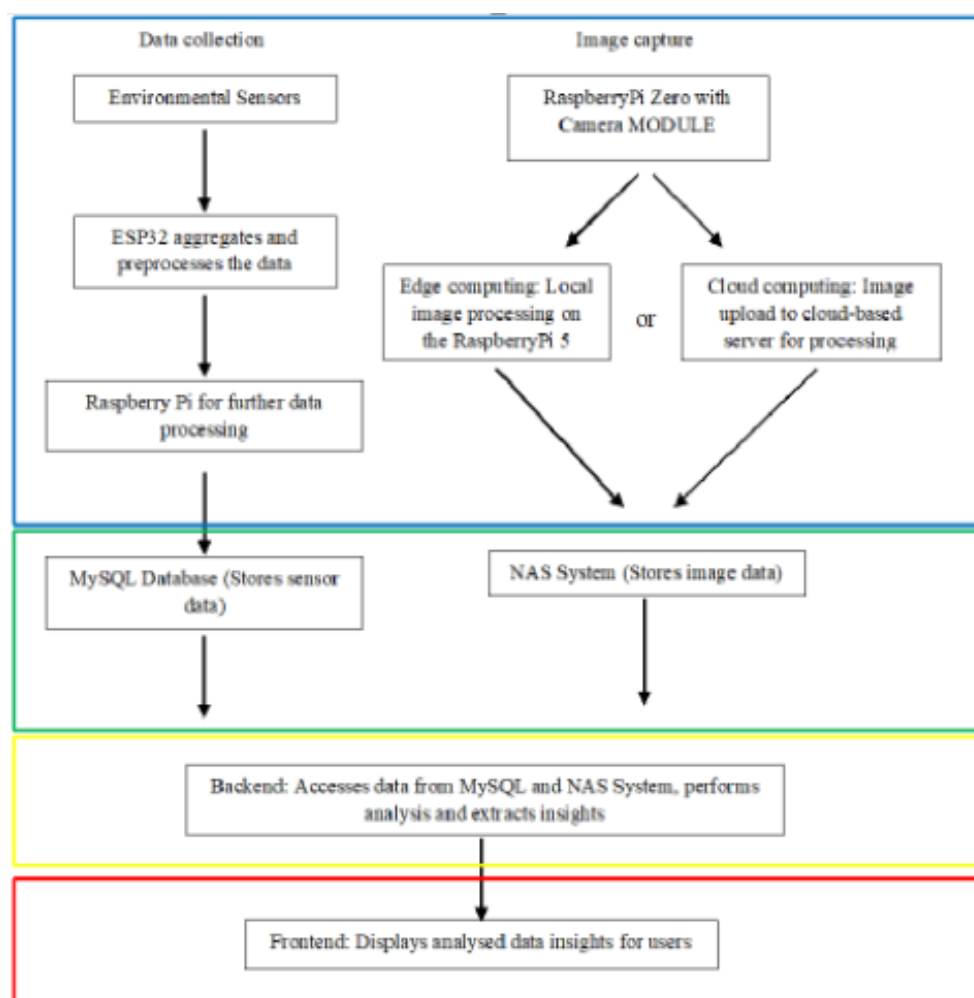 Data collection
Image capture
Environmental Sensors
RaspberryPi Zero with
Camera MODULE
ESP32 aggregates and
preprocesses the data
Edge computing: Local
image processing on
the RaspberryPi 5
or
Cloud computing: Image
upload to cloud-based
server for processing
Raspberry Pi for further data
processing
MySQL Database (Stores sensor
data)
NAS System (Stores image data)
Backend: Accesses data from MySQL and NAS System, performs
analysis and extracts insights
Frontend: Displays analysed data insights for users